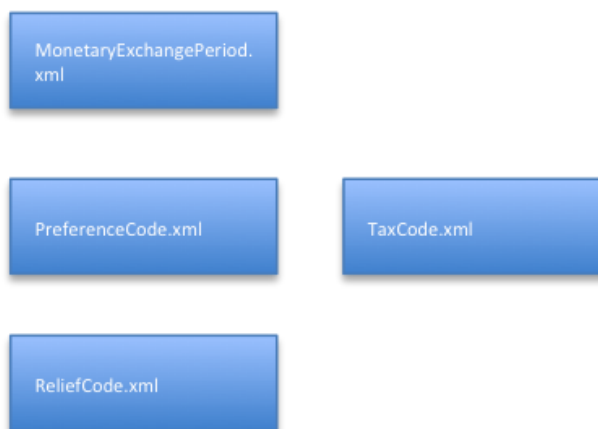 MonetaryExchangePeriod.
xml
PreferenceCode.xml
TaxCode.xml
ReliefCode.xml